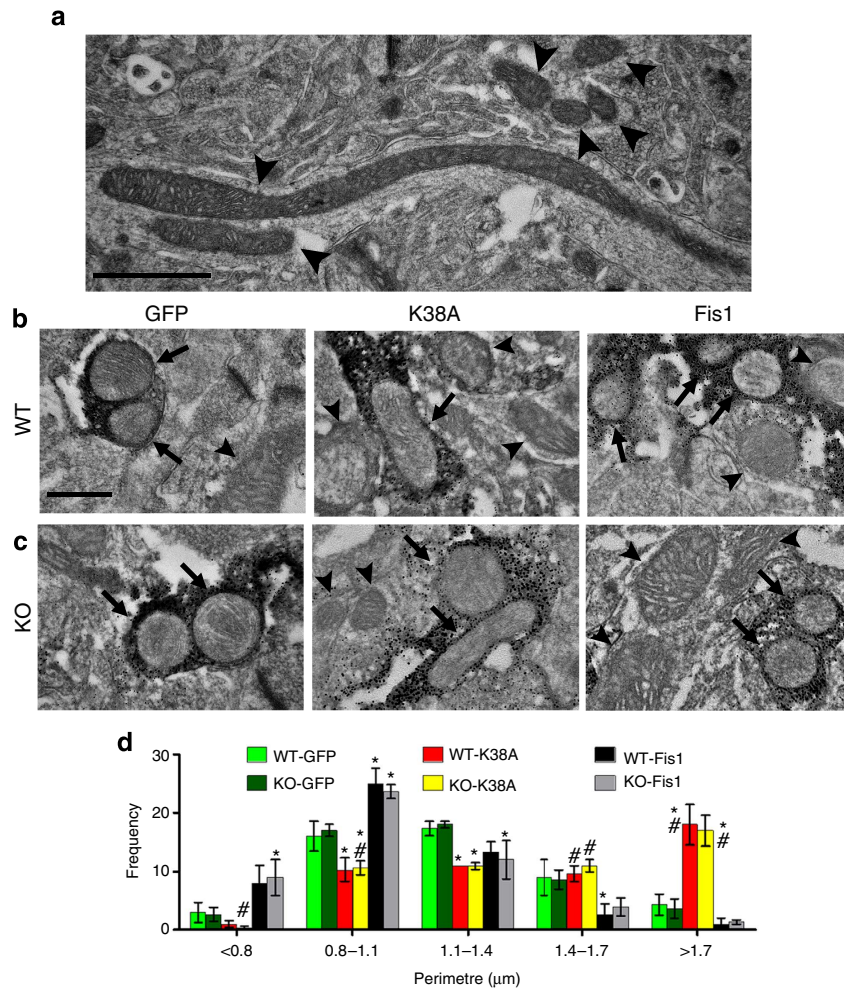 a
b
GFP
K38A
Fis1
WT
c
KO
d
WT-GFP
KO-GFP
WT-K38A
KO-K38A
WT-Fis1
KO-Fis1
Frequency
30
20
10
0
#
*
*
*
*
#
*
*
*
*
*
#
#
*
*
#
*
#
<0.8
0.8–1.1
1.1–1.4
1.4–1.7
>1.7
Perimetre (μm)